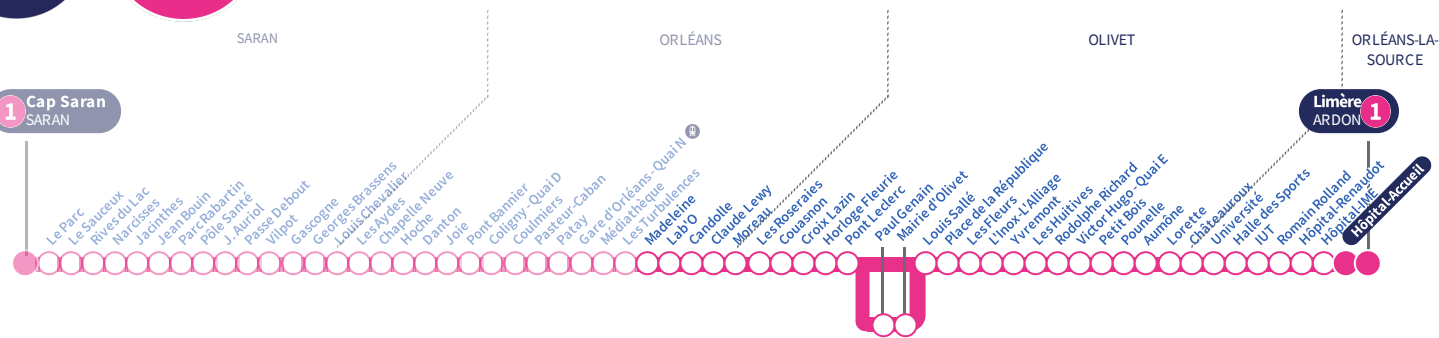 SARAN
ORLÉANS
OLIVET
ORLÉANS-LA-
SOURCE
1
Cap Saran
SARAN
Limère
ARDON
1
Le Parc
Le Sauceux
Rives du Lac
Narcisses
Jacinthes
Jean Bouin
Parc Rabartin
Pôle Santé
J. Auriol
Passe Debout
Vilpot
Gascogne
Georges Brassens
Louis Chevalier
Les Aydes
Chapelle Neuve
Hoche
Danton
Joie
Pont Bannier
Coligny - Quai D
Coulmiers
Pasteur-Caban
Patay
Gare d'Orléans - Quai N
Médiathèque
Les Turbulences
Madeleine
Lab'O
Candolle
Claude Lewy
Moreau
Les Roseraies
Couasnon
Croix Lazin
Horloge Fleurie
Pont Leclerc
Paul Genain
Mairie d'Olivet
Louis Sallé
Place de la République
Les Fleurs
L'Inox-L'Alliage
Yvremont
Les Huitives
Rodolphe Richard
Victor Hugo - Quai E
Petit Bois
Pounelle
Aumône
Lorette
Châteauroux
Université
Halle des Sports
IUT
Romain Rolland
Hôpital-Renaudot
Hôpital-LIMÉ
Hôpital-Accueil